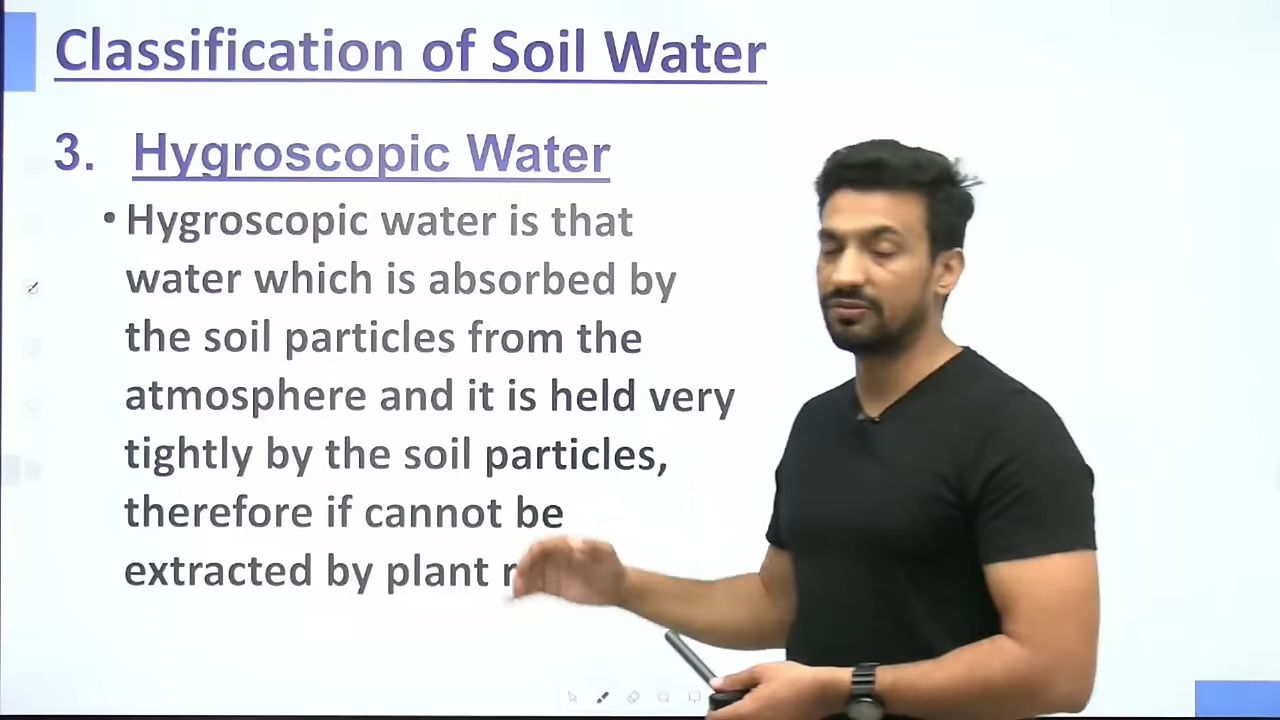 Classification of Soil Water
3. Hygroscopic Water
• Hygroscopic water is that
water which is absorbed by
the soil particles from the
atmosphere and it is held very
tightly by the soil particles,
therefore if cannot be
extracted by plant